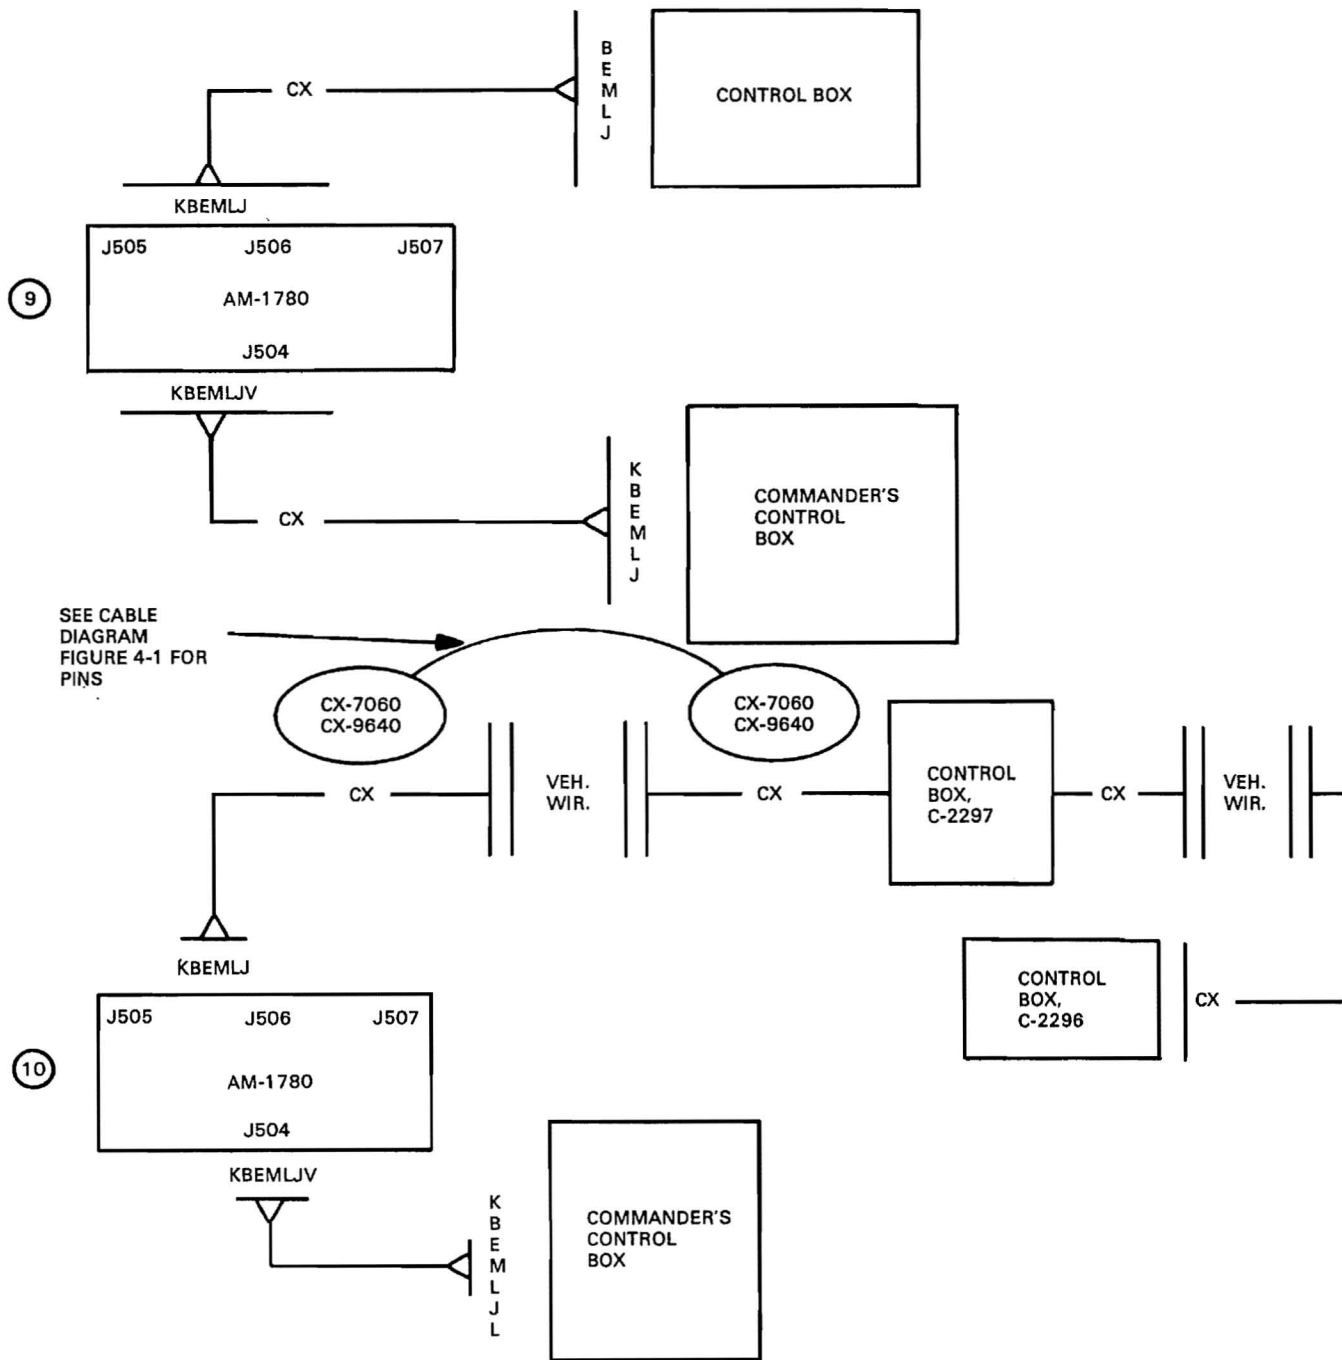 CX
B
E
M
L
J
CONTROL BOX
KBEMLJ
J505 J506 J507
9
AM-1780
J504
KBEMLJV
CX
K
B
E
M
L
J
COMMANDER'S
CONTROL
BOX
SEE CABLE
DIAGRAM
FIGURE 4-1 FOR
PINS
CX-7060
CX-9640
CX-7060
CX-9640
CX
VEH.
WIR.
CX
CONTROL
BOX,
C-2297
CX
VEH.
WIR.
KBEMLJ
CONTROL
BOX,
C-2296
CX
J505 J506 J507
10
AM-1780
J504
KBEMLJV
K
B
E
M
L
J
L
COMMANDER'S
CONTROL
BOX